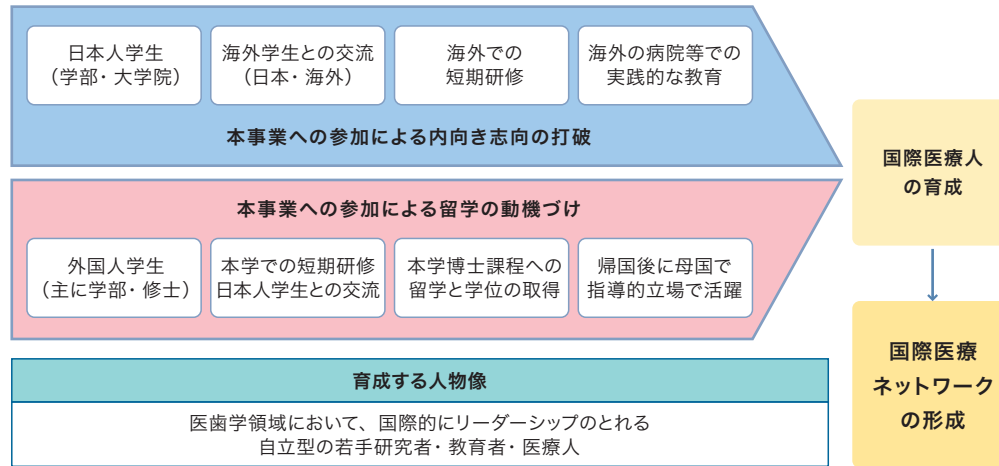 日本人学生
（学部・大学院）
海外学生との交流
（日本・海外）
海外での
短期研修
海外の病院等での
実践的な教育
本事業への参加による内向き志向の打破
本事業への参加による留学の動機づけ
外国人学生
（主に学部・修士）
本学での短期研修
日本人学生との交流
本学博士課程への
留学と学位の取得
帰国後に母国で
指導的立場で活躍
国際医療人
の育成
国際医療
ネットワーク
の形成
育成する人物像
医歯学領域において、国際的にリーダーシップのとれる
自立型の若手研究者・教育者・医療人